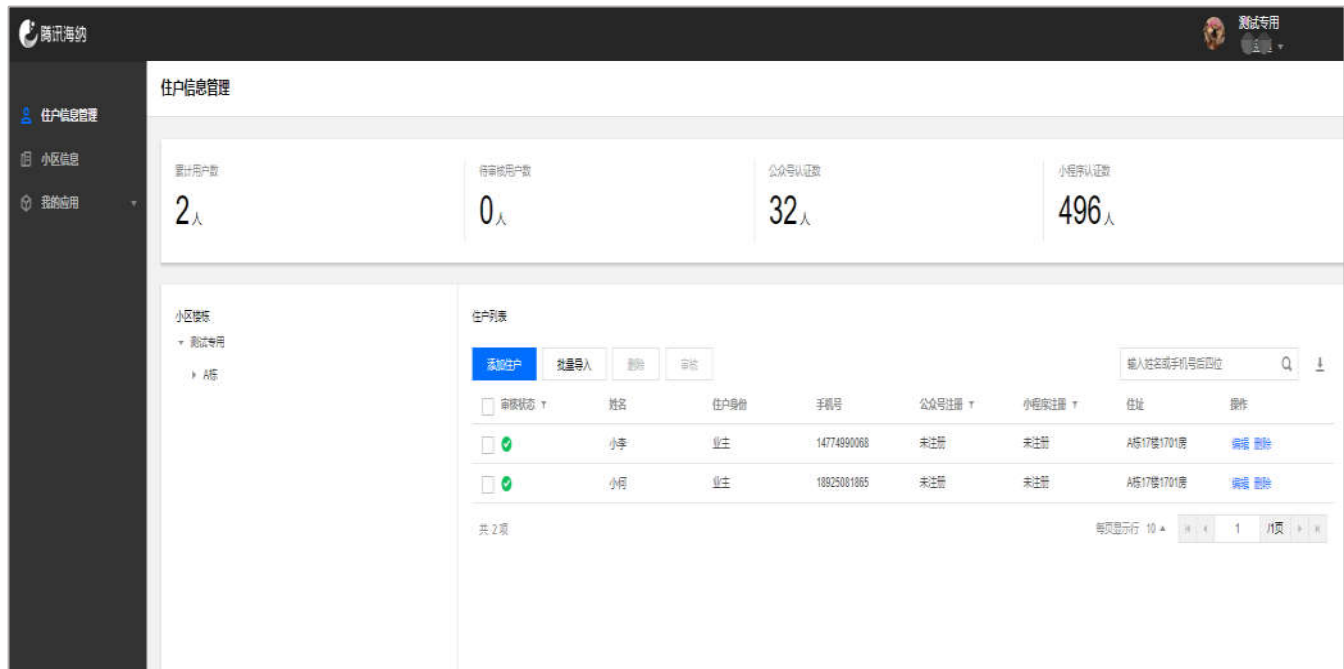 腾讯海纳
测试专用
住户信息管理
小区信息
我的应用
住户信息管理
累计用户数 待审核用户数 公众号认证数 小程序认证数
2人 0人 32人 496人
小区楼栋
测试专用
A栋
住户列表
添加住户 批量导入 删除 审核 输入姓名或手机号后四位
审核状态 姓名 住户身份 手机号 公众号注册 小程序注册 住址 操作
小李 业主 14774990068 未注册 未注册 A栋17楼1701房 编辑 删除
小何 业主 18925081865 未注册 未注册 A栋17楼1701房 编辑 删除
共 2 项 每页显示行 10 1 /1页